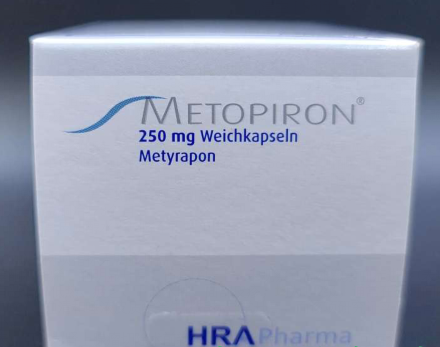 METOPIRON®
250 mg Weichkapseln
Metyrapon
HRA Pharma